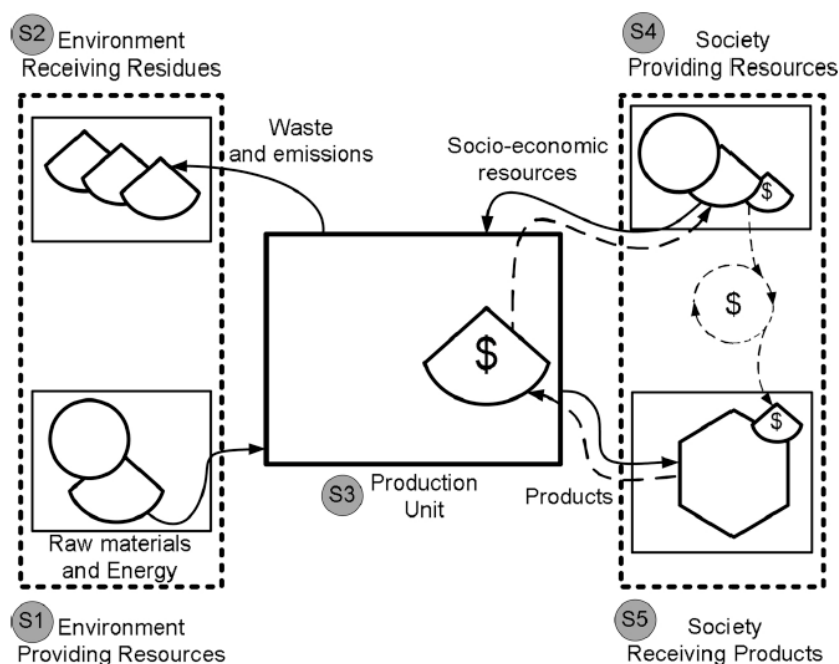 S2
Environment
Receiving Residues
S4
Society
Providing Resources
Waste
and emissions
Socio-economic
resources
$
$
$
$
S3
Production
Unit
Products
Raw materials
and Energy
S1
Environment
Providing Resources
S5
Society
Receiving Products